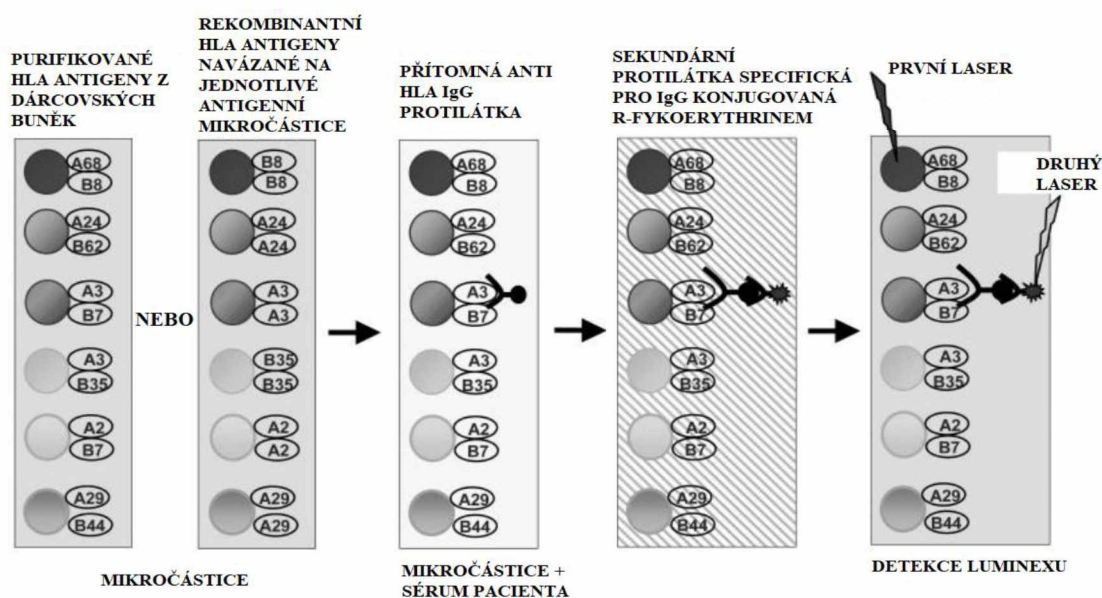 PURIFIKOVANÉ
HLA ANTIGENY Z
DÁRCOVSKÝCH
BUNĚK
REKOMBINANTNÍ
HLA ANTIGENY
NAVÁZANÉ NA
JEDNOTLIVÉ
ANTIGENNÍ
MIKROČÁSTICE
PŘÍTOMNÁ ANTI
HLA IgG
PROTILÁTKA
SEKUNDÁRNÍ
PROTILÁTKA SPECIFICKÁ
PRO IgG KONJUGOVANÁ
R-FYKOERYTHRINEM
PRVNÍ LASER
DRUHÝ
LASER
A68
B8
A24
B62
A3
B7
A3
B35
A2
B7
A29
B44
NEBO
B8
B8
A24
A24
A3
A3
B35
B35
A2
A2
A29
A29
A68
B8
A24
B62
A3
B7
A3
B35
A2
B7
A29
B44
A68
B8
A24
B62
A3
B7
A3
B35
A2
B7
A29
B44
A68
B8
A24
B62
A3
B7
A3
B35
A2
B7
A29
B44
MIKROČÁSTICE
MIKROČÁSTICE +
SÉRUM PACIENTA
DETEKCE LUMINEXU